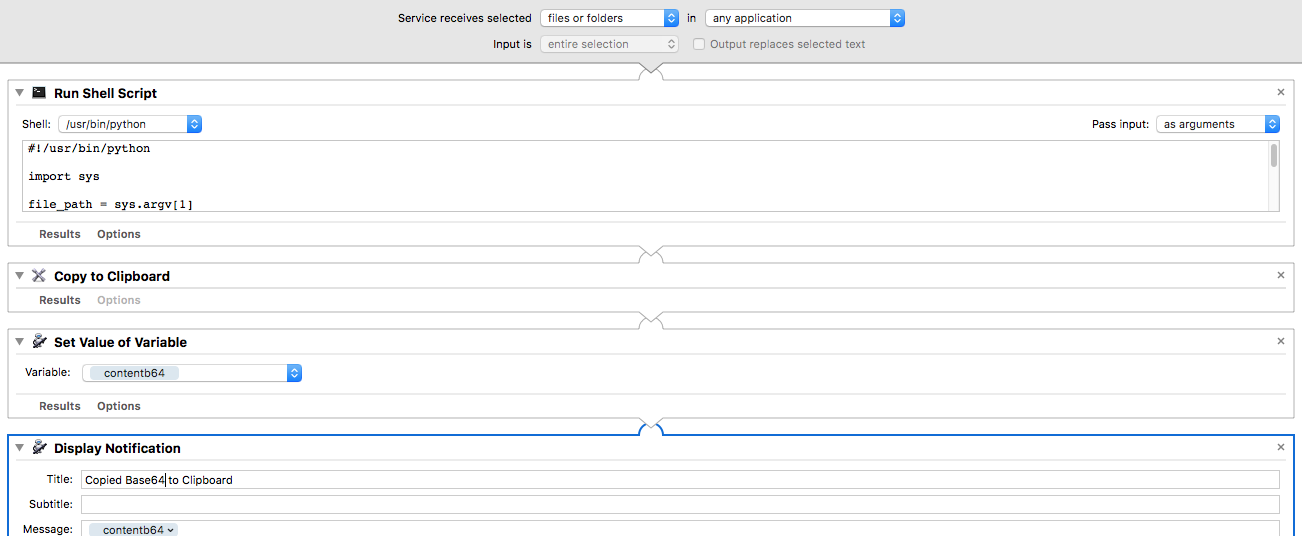 Service receives selected files or folders in any application
Input is entire selection Output replaces selected text
Run Shell Script
Shell: /usr/bin/python Pass input: as arguments
#!/usr/bin/python
import sys
file_path = sys.argv[1]
Results Options
Copy to Clipboard
Results Options
Set Value of Variable
Variable: contentb64
Results Options
Display Notification
Title: Copied Base64 to Clipboard
Subtitle:
Message: contentb64